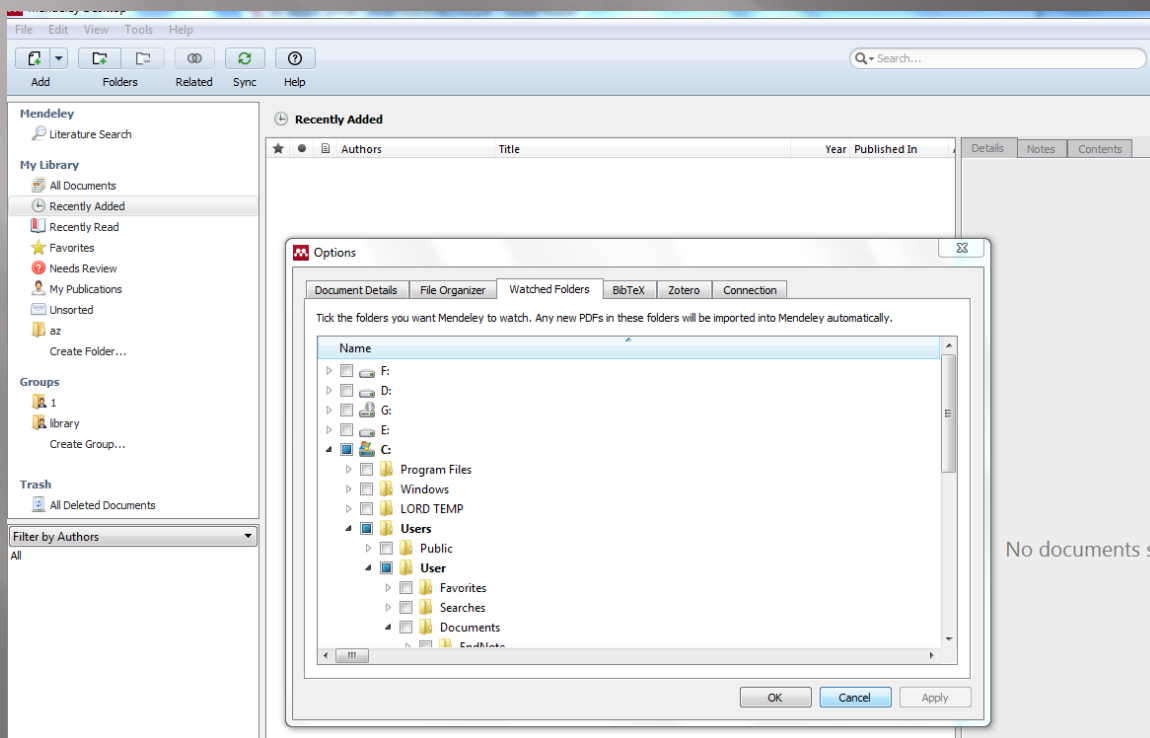 File Edit View Tools Help
Add Folders Related Sync Help
Search...
Mendeley
Literature Search
My Library
All Documents
Recently Added
Recently Read
Favorites
Needs Review
My Publications
Unsorted
az
Create Folder...
Groups
1
library
Create Group...
Trash
All Deleted Documents
Filter by Authors
All
Recently Added
Authors Title Year Published In
Details Notes Contents
No documents
Options
Document Details File Organizer Watched Folders BibTeX Zotero Connection
Tick the folders you want Mendeley to watch. Any new PDFs in these folders will be imported into Mendeley automatically.
Name
F:
D:
G:
E:
C:
Program Files
Windows
LORD TEMP
Users
Public
User
Favorites
Searches
Documents
EndNote
OK Cancel Apply